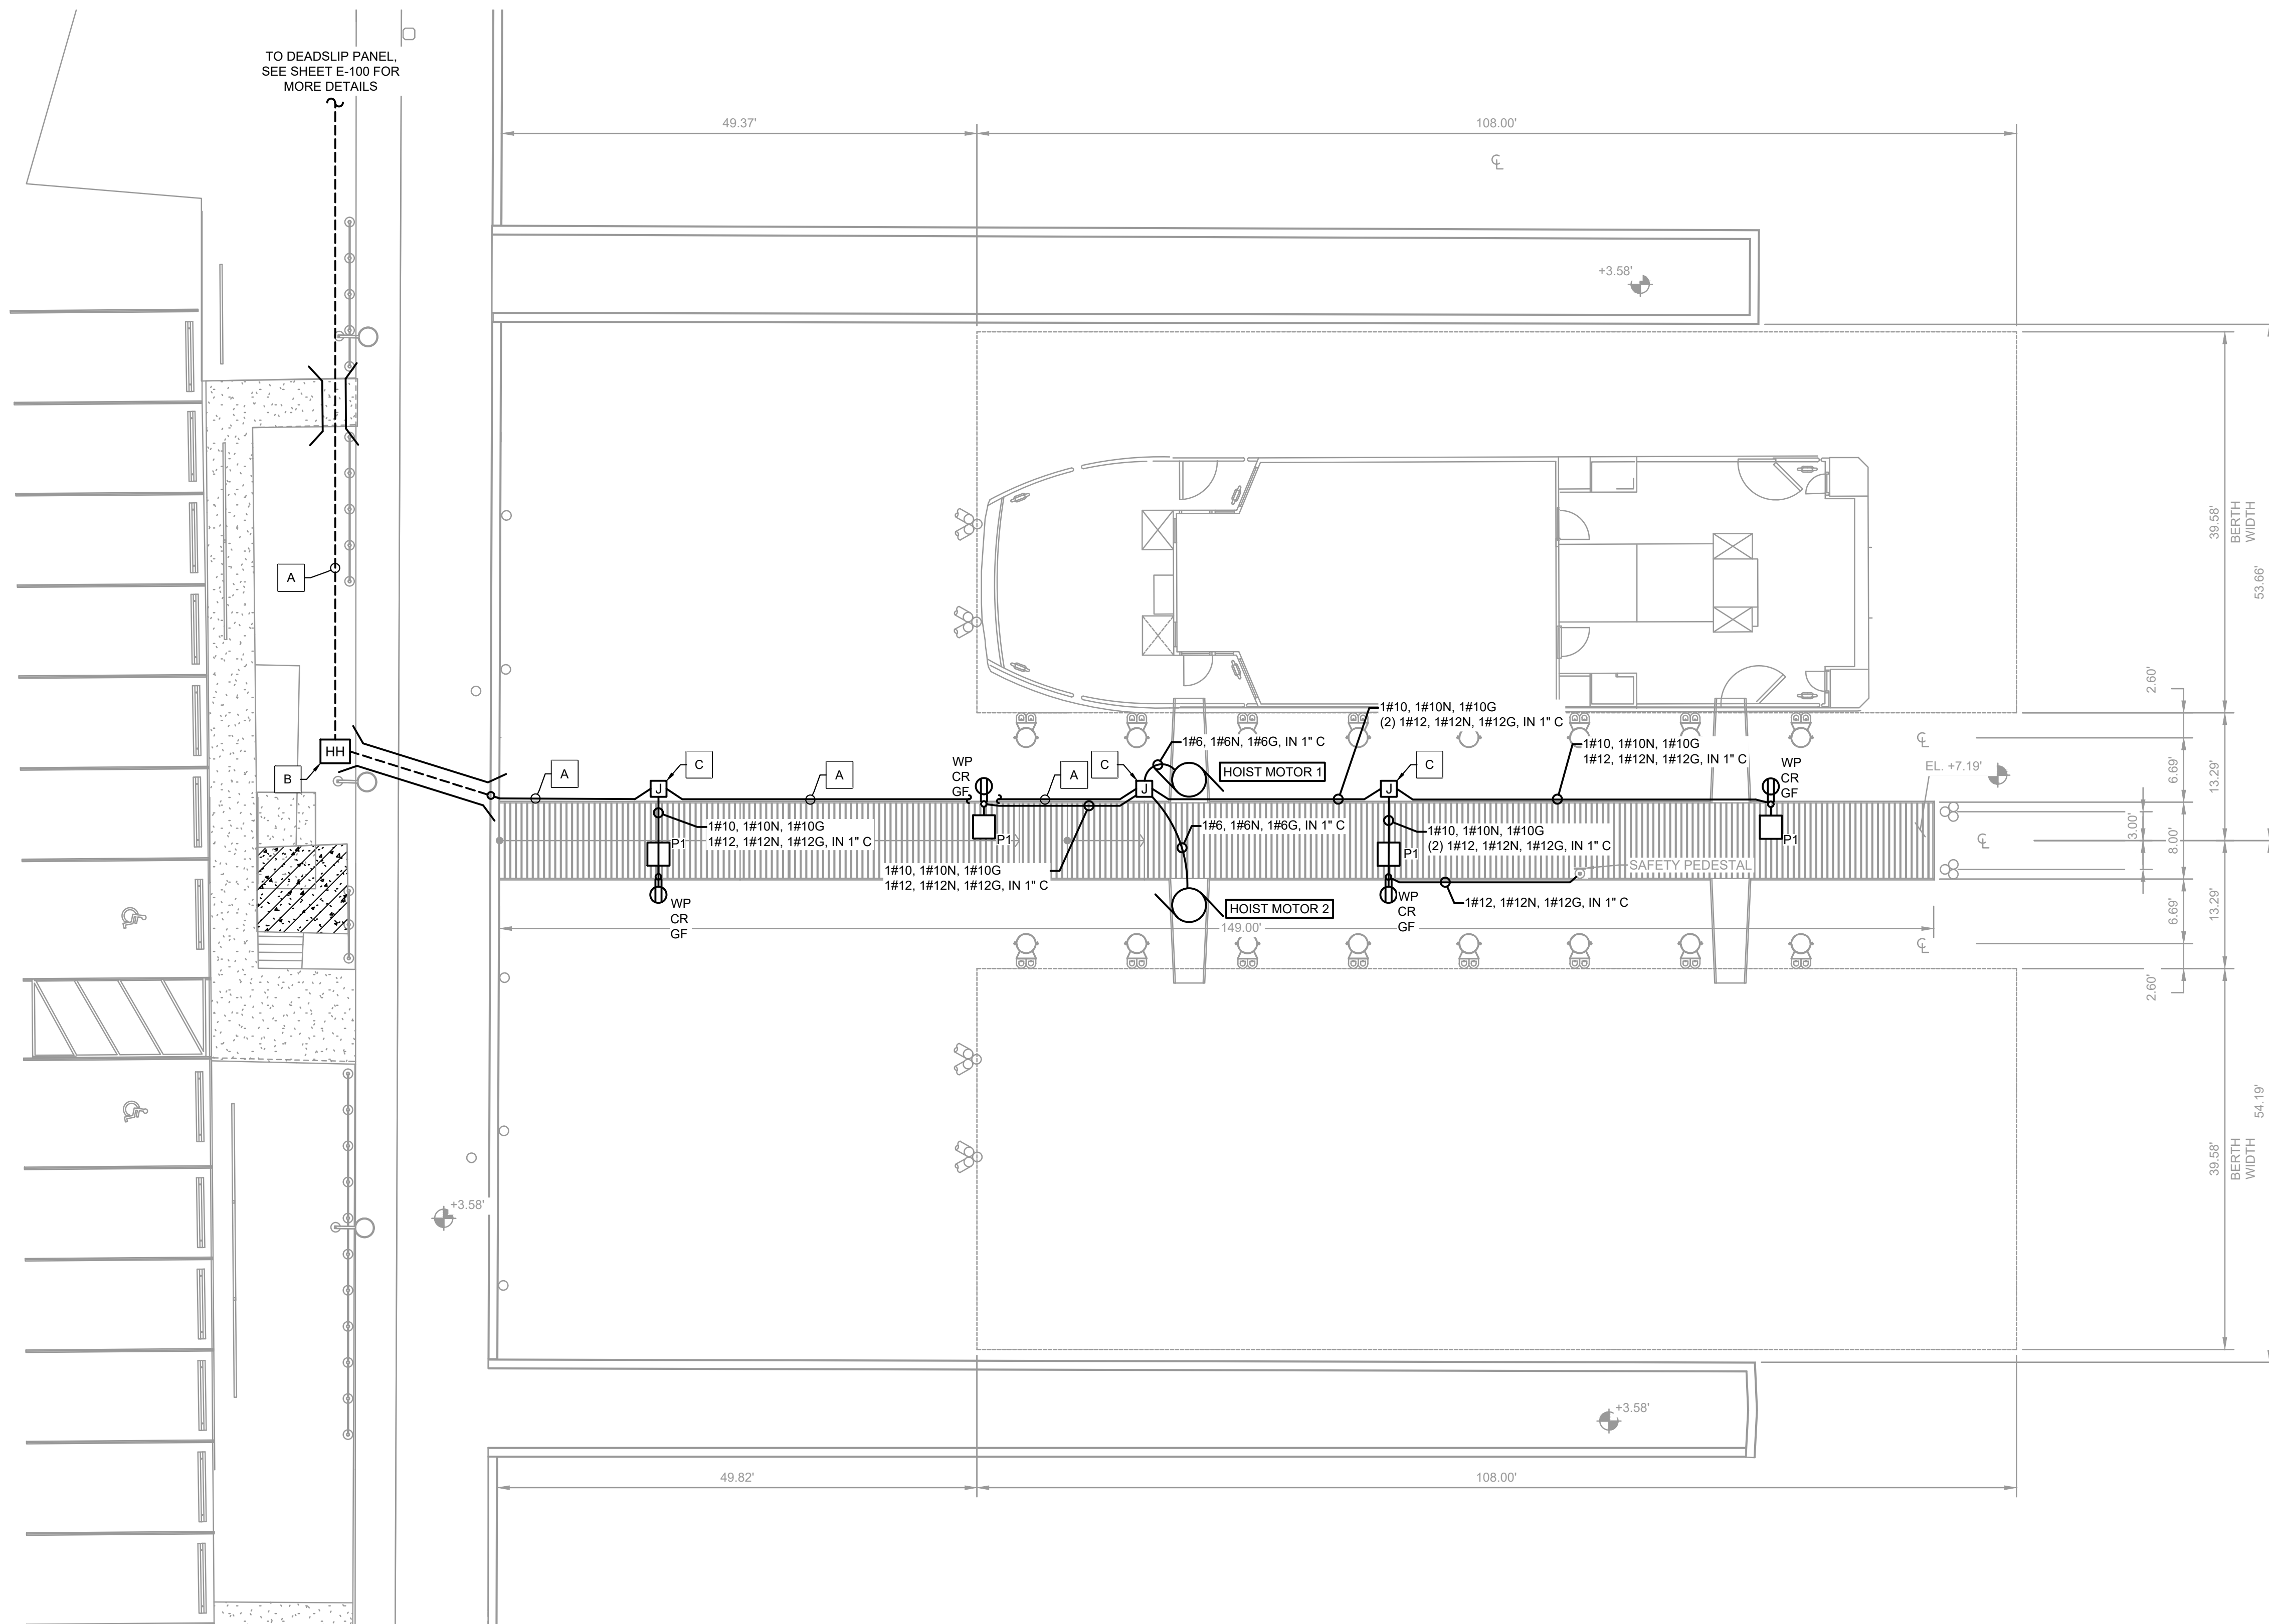 TO DEADSLIP PANEL,
SEE SHEET E-100 FOR
MORE DETAILS
49.37'
108.00'
℄
+3.58'
A
39.58'
BERTH
WIDTH
53.66'
2.60'
1#10, 1#10N, 1#10G
(2) 1#12, 1#12N, 1#12G, IN 1" C
1#6, 1#6N, 1#6G, IN 1" C
1#10, 1#10N, 1#10G
1#12, 1#12N, 1#12G, IN 1" C
℄
HH
B
A
C
J
A
WP
CR
GF
A
C
J
HOIST MOTOR 1
C
J
WP
CR
GF
EL. +7.19'
6.69'
13.29'
1#10, 1#10N, 1#10G
1#12, 1#12N, 1#12G, IN 1" C
P1
P1
1#6, 1#6N, 1#6G, IN 1" C
1#10, 1#10N, 1#10G
(2) 1#12, 1#12N, 1#12G, IN 1" C
P1
P1
3.00'
8.00'
℄
1#10, 1#10N, 1#10G
1#12, 1#12N, 1#12G, IN 1" C
SAFETY PEDESTAL
WP
CR
GF
HOIST MOTOR 2
WP
CR
GF
1#12, 1#12N, 1#12G, IN 1" C
149.00'
6.69'
13.29'
℄
2.60'
54.19'
39.58'
BERTH
WIDTH
+3.58'
+3.58'
49.82'
108.00'